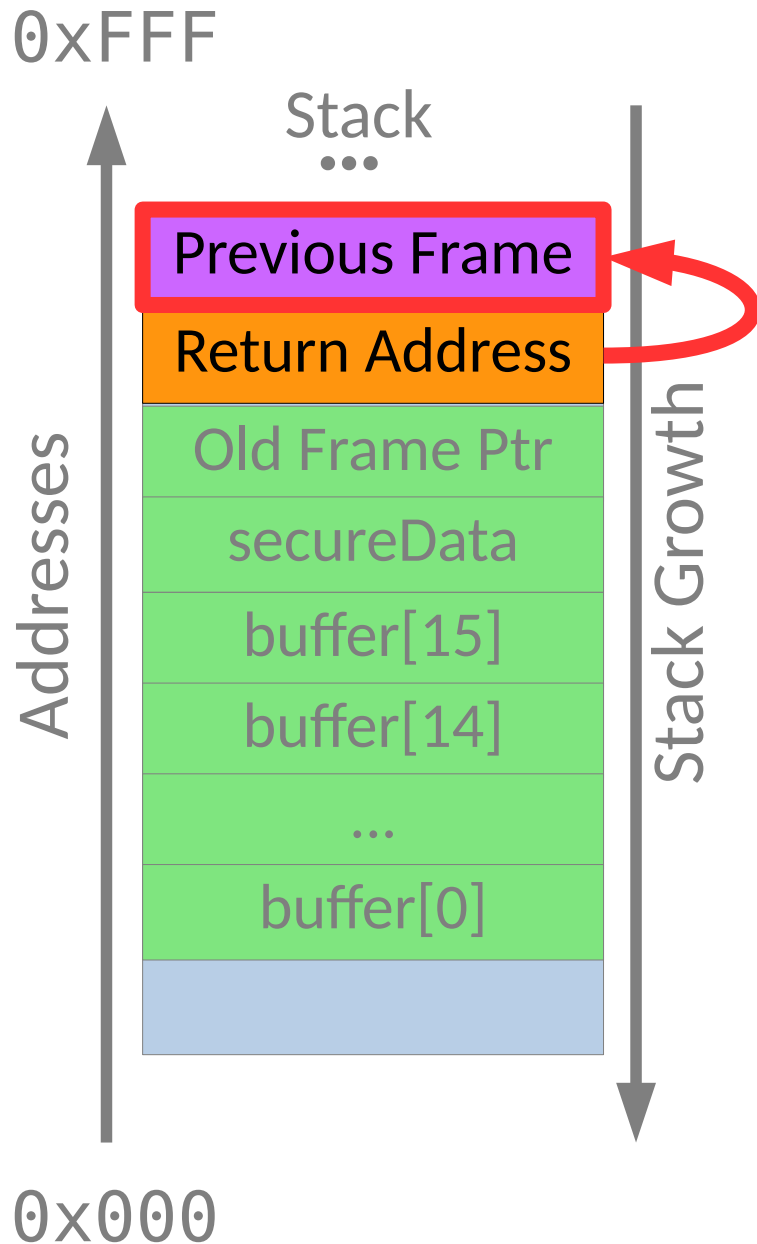 0xFFF
Stack
•••
Previous Frame
Return Address
Old Frame Ptr
secureData
buffer[15]
buffer[14]
...
buffer[0]
Addresses
Stack Growth
0x000